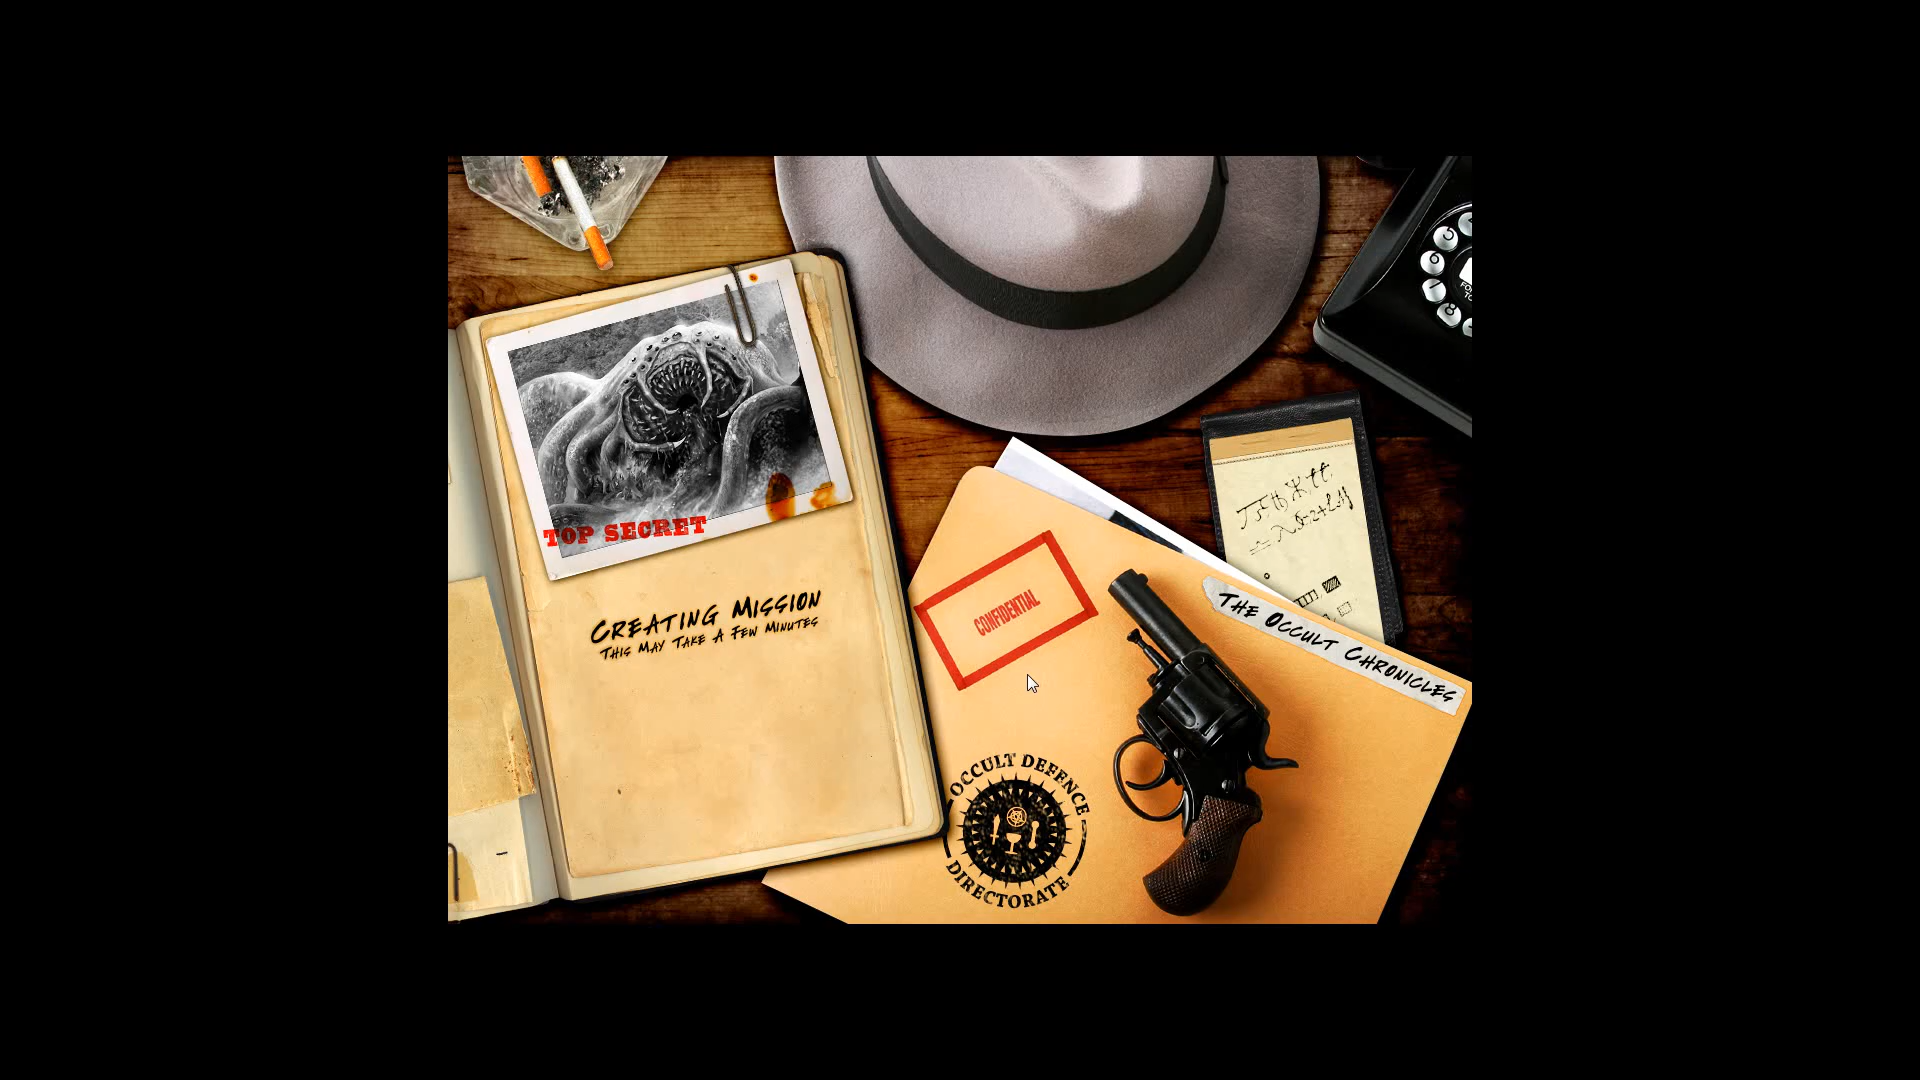 TOP SECRET
CREATING MISSION
THIS MAY TAKE A FEW MINUTES
CONFIDENTIAL
THE OCCULT CHRONICLES
OCCULT DEFENCE
DIRECTORATE